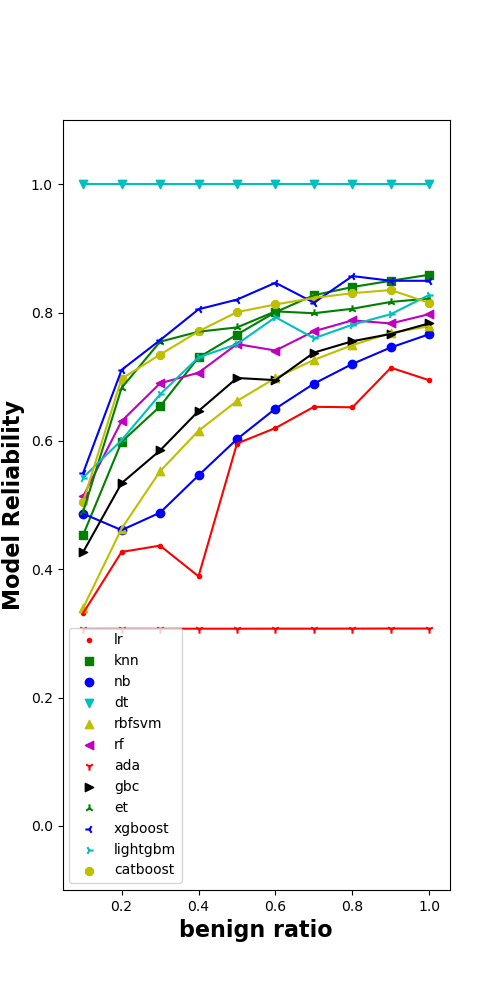 Model Reliability
1.0
0.8
0.6
0.4
0.2
0.0
lr
knn
nb
dt
rbfsvm
rf
ada
gbc
et
xgboost
lightgbm
catboost
0.2 0.4 0.6 0.8 1.0
benign ratio